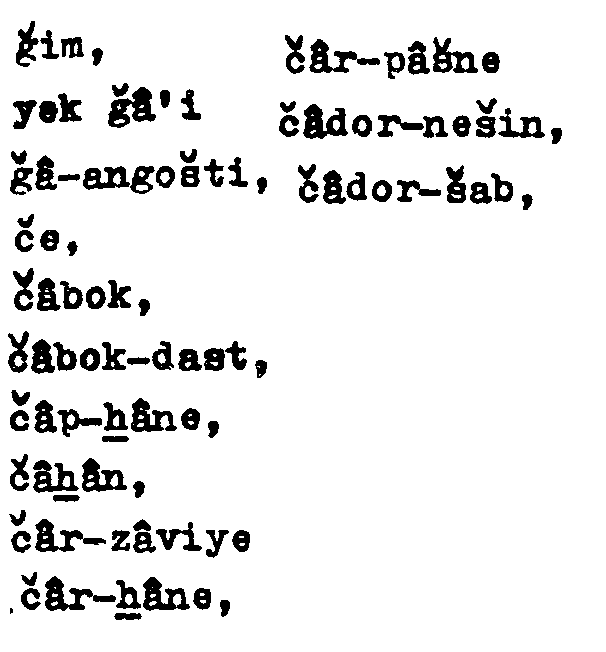 ǧim,
yek ǧâ'i
ǧâ-angošti,
če,
čâbok,
čâbok-dast,
čâp-ẖâne,
čâẖân,
čâr-zâviye
čâr-ẖâne,
čâr-pâšne
čâdor-nešin,
čâdor-šab,